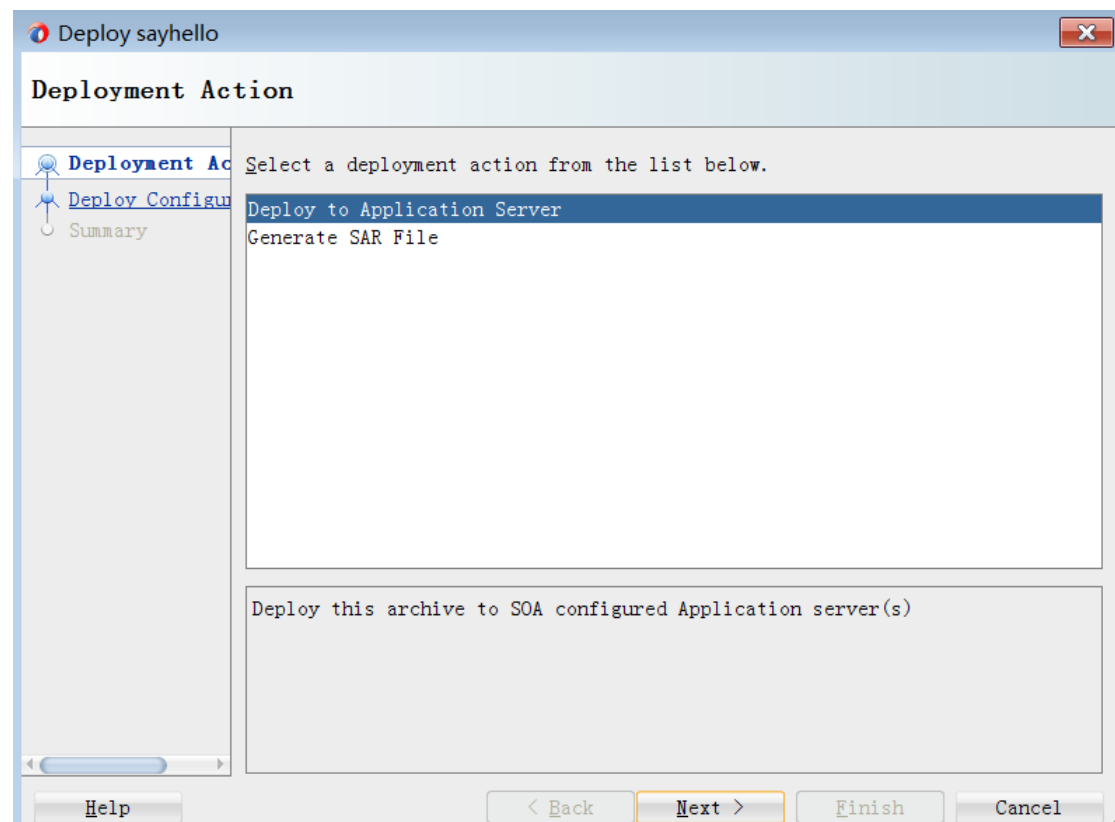 Deploy sayhello
Deployment Action
Deployment Ac
Select a deployment action from the list below.
Deploy Configu
Deploy to Application Server
Summary
Generate SAR File
Deploy this archive to SOA configured Application server(s)
Help
< Back
Next >
Finish
Cancel